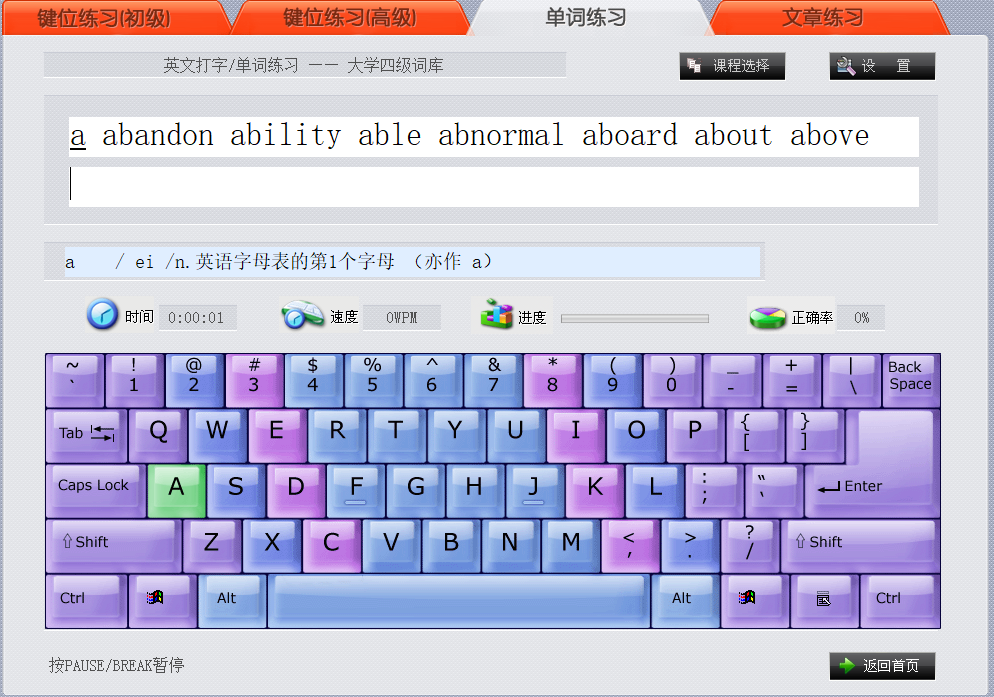 键位练习(初级) 键位练习(高级) 单词练习 文章练习
英文打字/单词练习 —— 大学四级词库 课程选择 设 置
a abandon ability able abnormal aboard about above
a / ei /n.英语字母表的第1个字母 (亦作 a)
时间 0:00:01 速度 0WPM 进度 正确率 0%
~ ! @ # $ % ^ & * ( ) _ + | Back Space
` 1 2 3 4 5 6 7 8 9 0 - = \
Tab Q W E R T Y U I O P { [ } ]
Caps Lock A S D F G H J K L : ; “ ‘ Enter
⇧Shift Z X C V B N M < , > . ? / ⇧Shift
Ctrl Alt Alt Ctrl
按PAUSE/BREAK暂停 返回首页